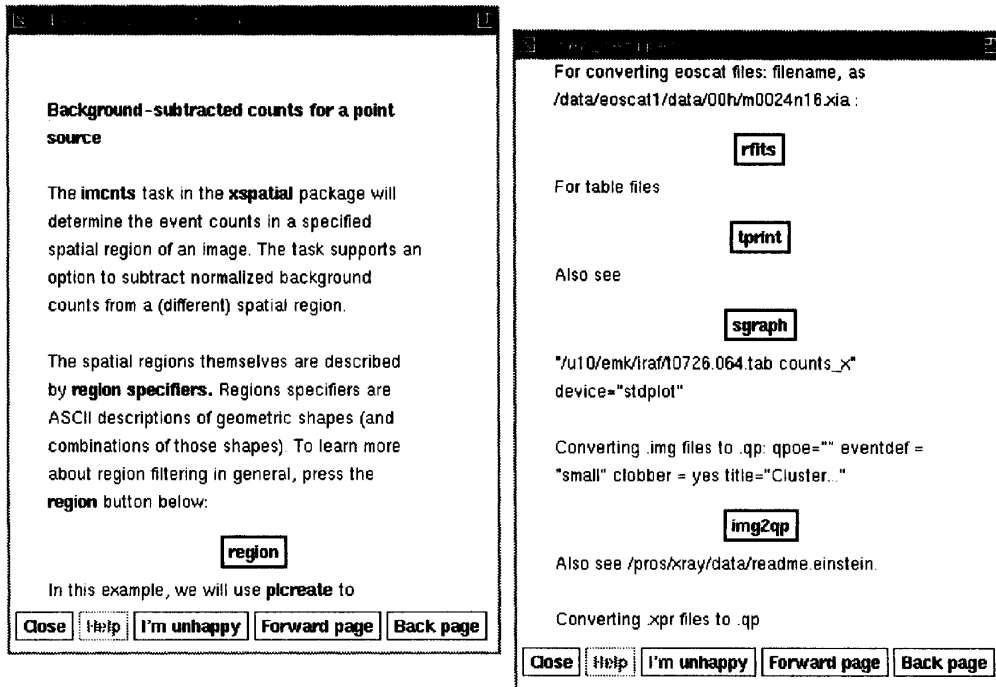 Background-subtracted counts for a point
source
The imcnts task in the xspatial package will
determine the event counts in a specified
spatial region of an image. The task supports an
option to subtract normalized background
counts from a (different) spatial region.
The spatial regions themselves are described
by region specifiers. Regions specifiers are
ASCII descriptions of geometric shapes (and
combinations of those shapes). To learn more
about region filtering in general, press the
region button below:
region
In this example, we will use plcreate to
Close Help I'm unhappy Forward page Back page
For converting eoscat files: filename, as
/data/eoscat1/data/00h/m0024n16.xia :
rfits
For table files
tprint
Also see
sgraph
"/u10/emk/iraf/t0726.064.tab counts_x"
device="stdplot"
Converting .img files to .qp: qpoe="" eventdef =
"small" clobber = yes title="Cluster..."
img2qp
Also see /pros/xray/data/readme.einstein.
Converting .xpr files to .qp
Close Help I'm unhappy Forward page Back page